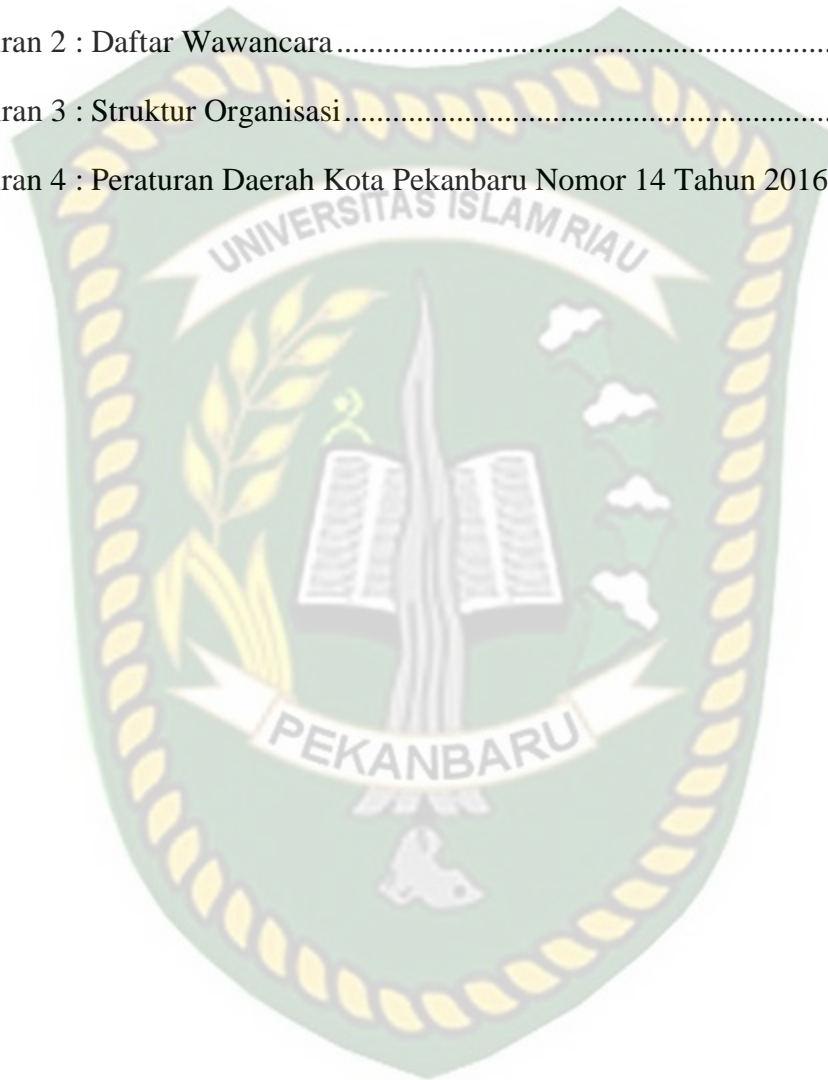 ran 2 : Daftar Wawancara................................................................
ran 3 : Struktur Organisasi................................................................
ran 4 : Peraturan Daerah Kota Pekanbaru Nomor 14 Tahun 2016
UNIVERSITAS ISLAM RIAU
PEKANBARU